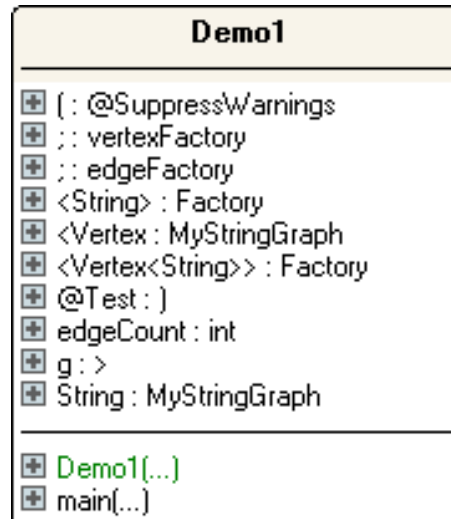 Demo1
( : @SuppressWarnings
; : vertexFactory
; : edgeFactory
<String> : Factory
<Vertex : MyStringGraph
<Vertex<String>> : Factory
@Test : )
edgeCount : int
g : >
String : MyStringGraph
Demo1(...)
main(...)